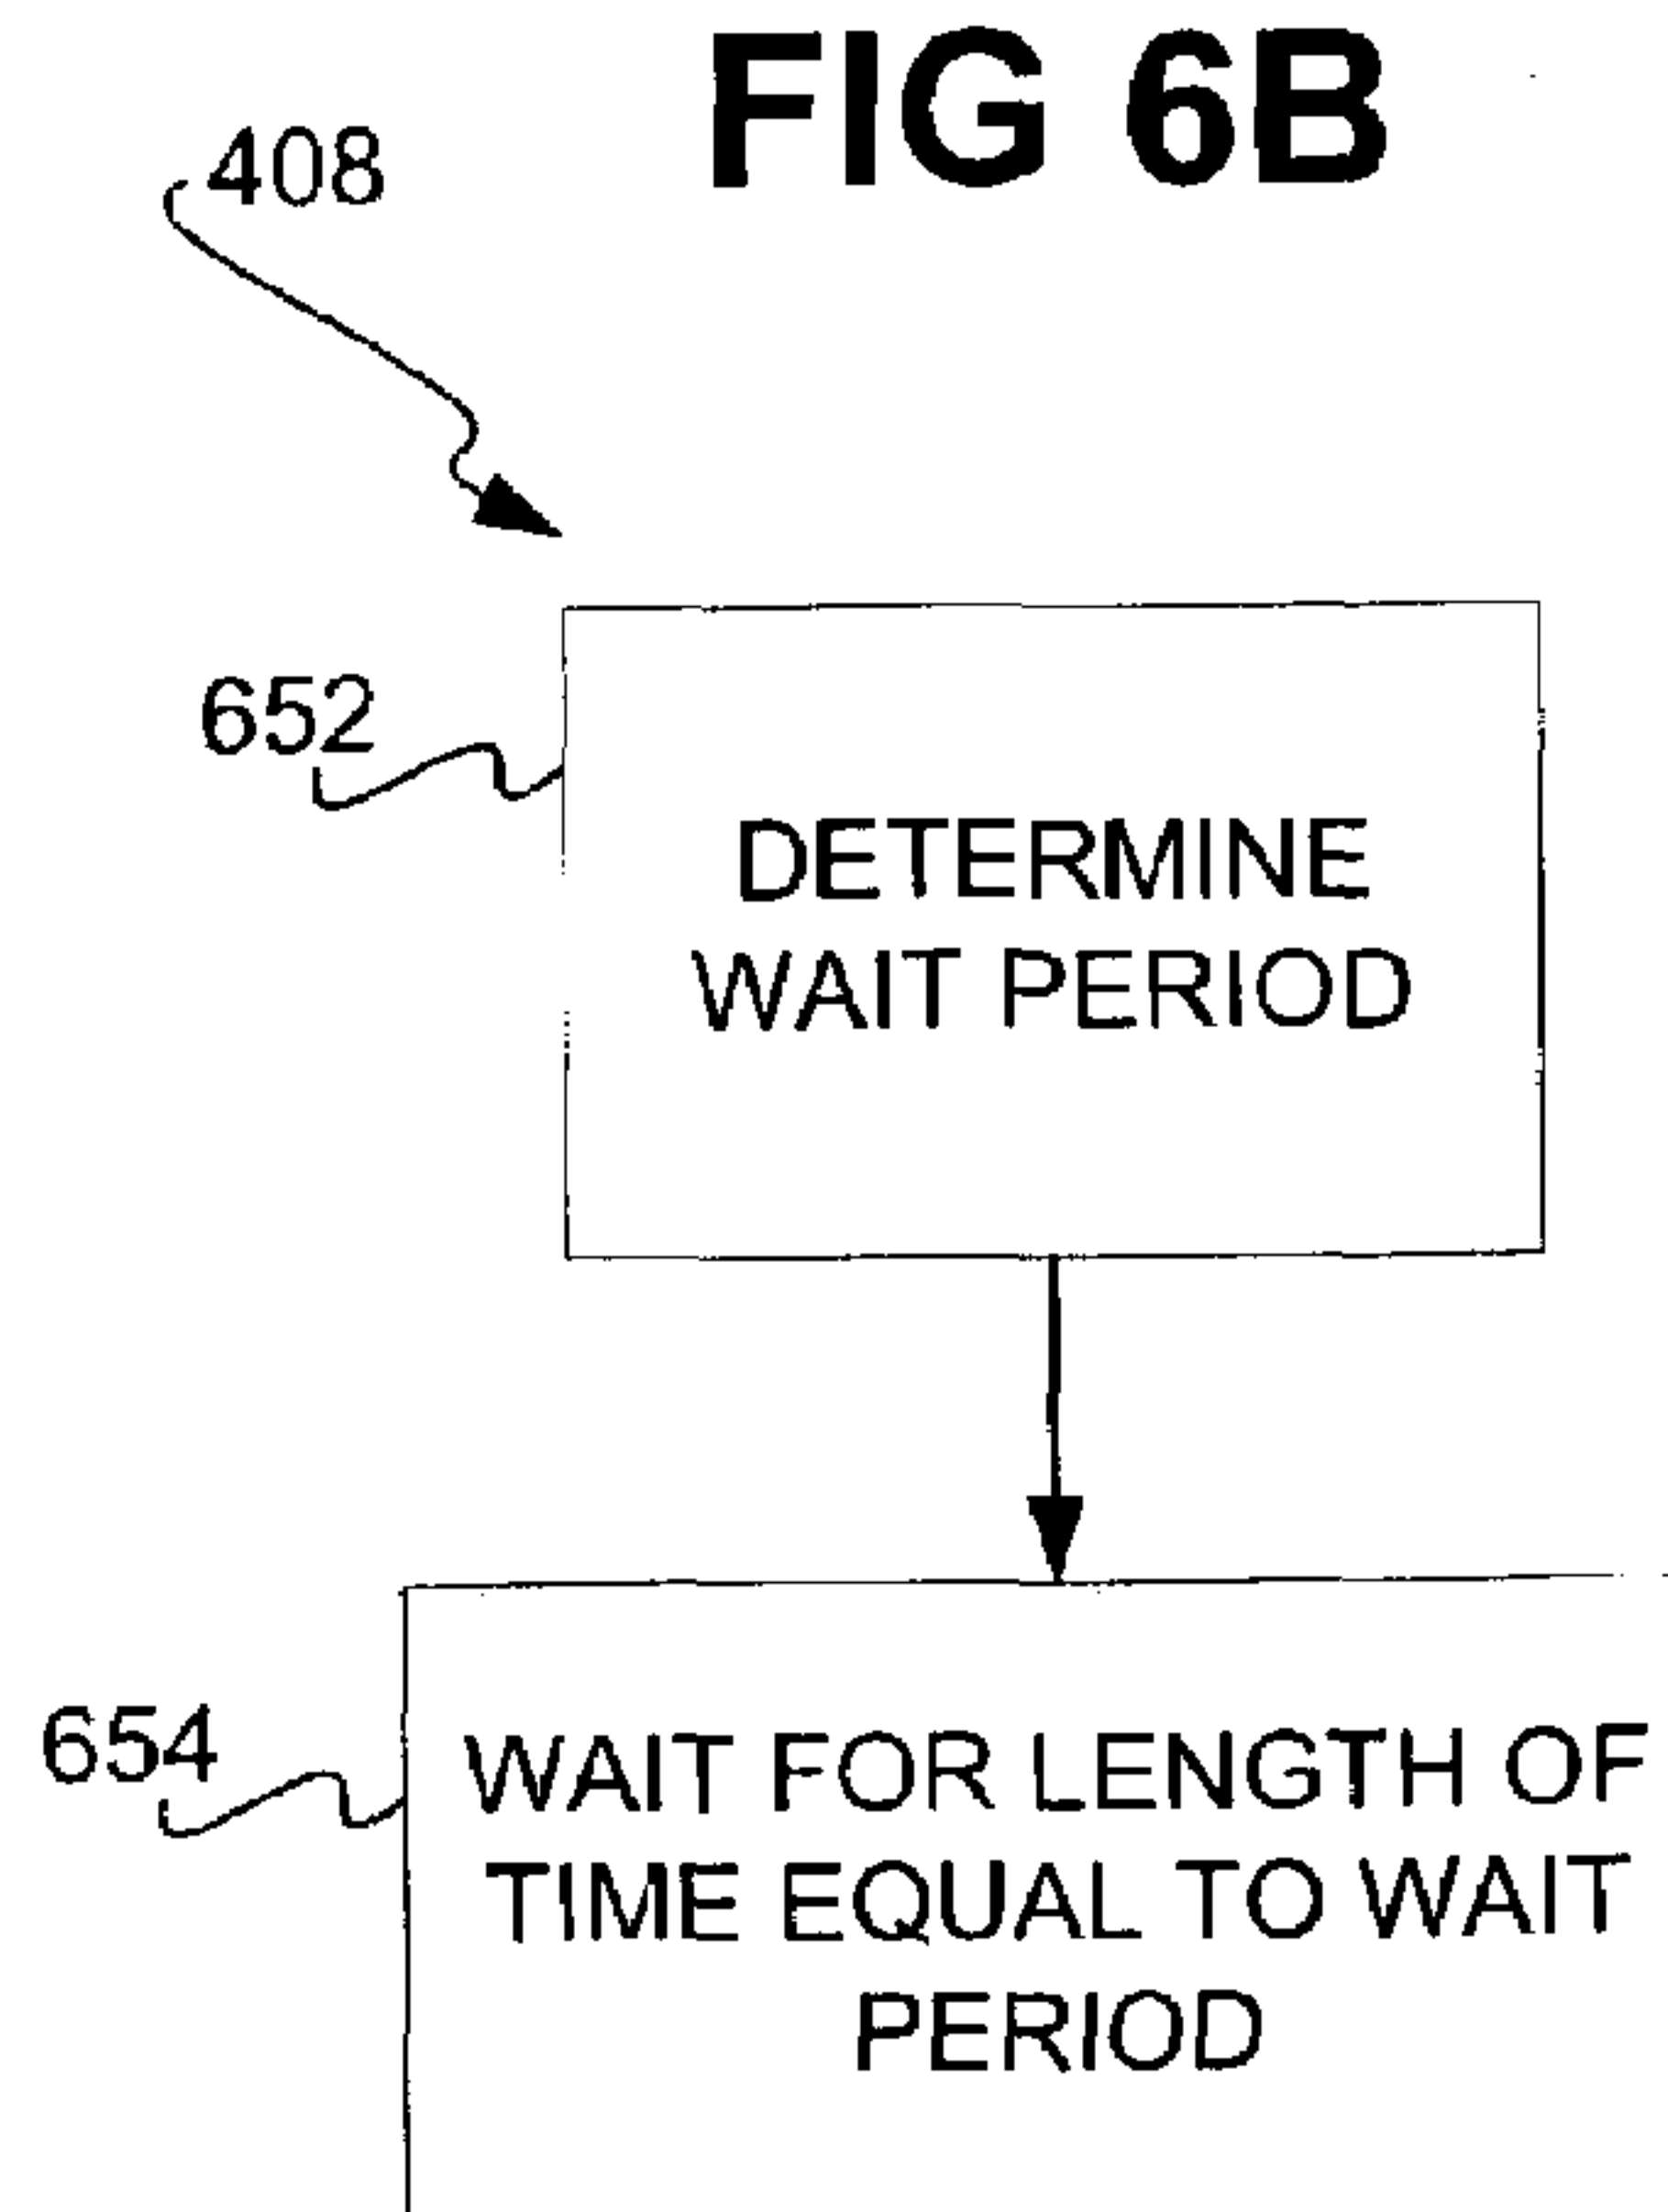 FIG 6B
408
652
DETERMINE
WAIT PERIOD
654
WAIT FOR LENGTH OF
TIME EQUAL TO WAIT
PERIOD